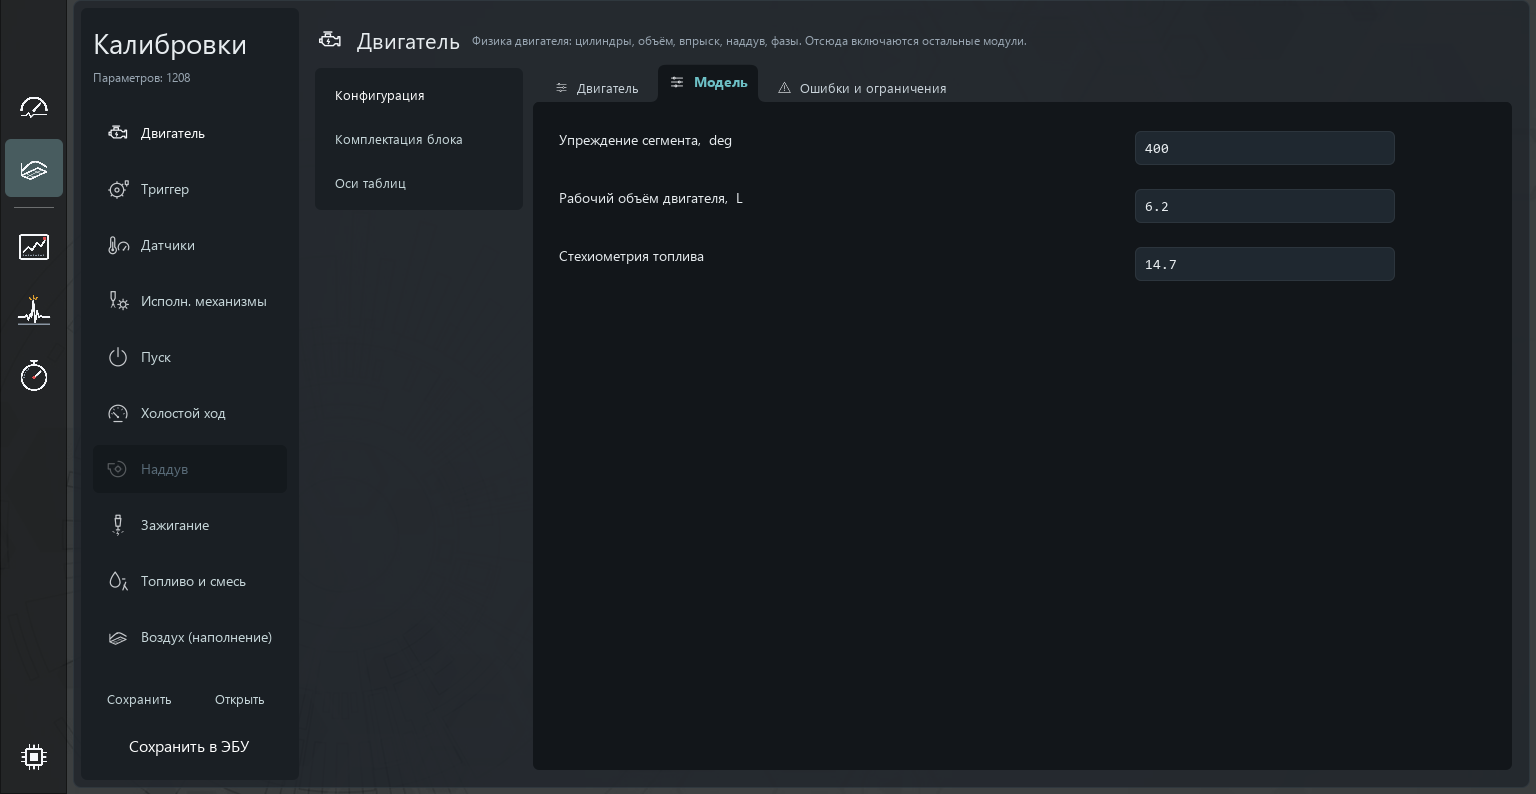 Калибровки
Параметров: 1208
Двигатель
Триггер
Датчики
Исполн. механизмы
Пуск
Холостой ход
Наддув
Зажигание
Топливо и смесь
Воздух (наполнение)
Сохранить
Открыть
Сохранить в ЭБУ
Двигатель
Физика двигателя: цилиндры, объём, впрыск, наддув, фазы. Отсюда включаются остальные модули.
Конфигурация
Комплектация блока
Оси таблиц
Двигатель
Модель
Ошибки и ограничения
Упреждение сегмента, deg
400
Рабочий объём двигателя, L
6.2
Стехиометрия топлива
14.7